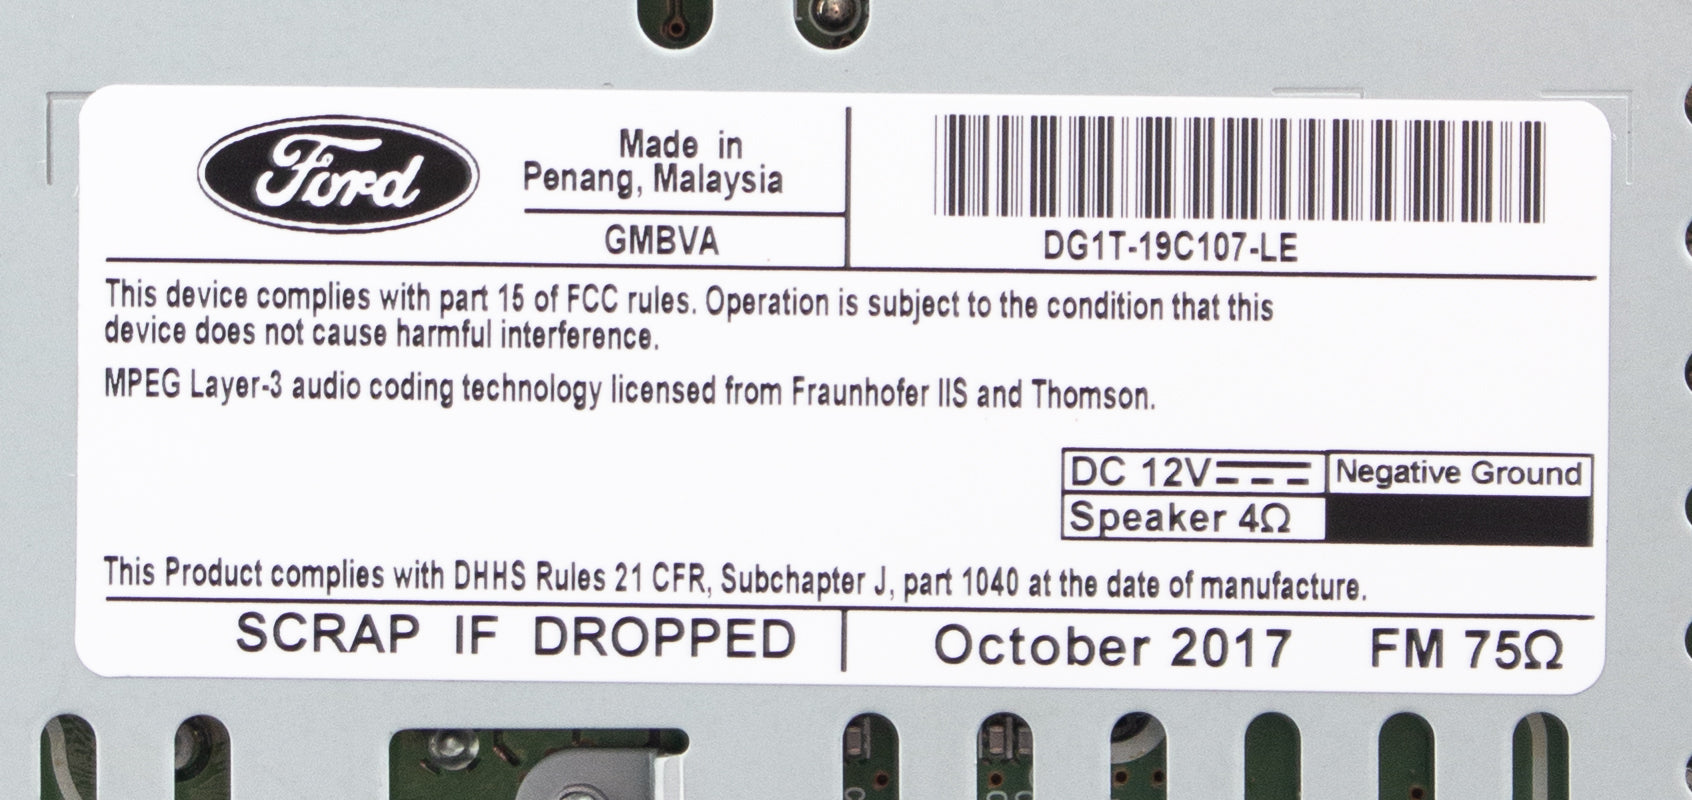 Ford
Made in
Penang, Malaysia
GMBVA
DG1T-19C107-LE
This device complies with part 15 of FCC rules. Operation is subject to the condition that this
device does not cause harmful interference.
MPEG Layer-3 audio coding technology licensed from Fraunhofer IIS and Thomson.
DC 12V Negative Ground
Speaker 4Ω
This Product complies with DHHS Rules 21 CFR, Subchapter J, part 1040 at the date of manufacture.
SCRAP IF DROPPED October 2017 FM 75Ω